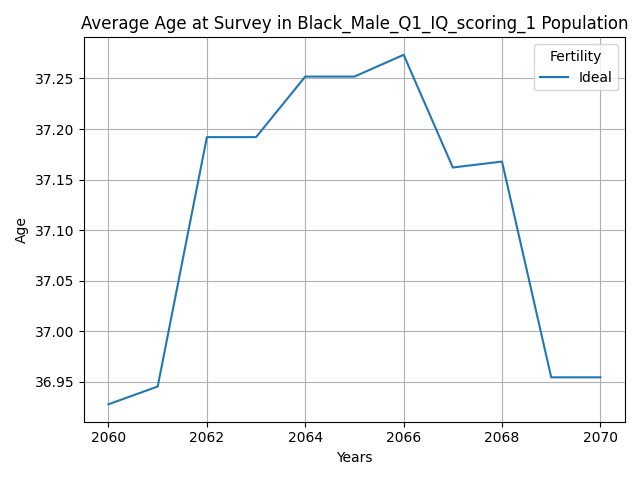 Average Age at Survey in Black_Male_Q1_IQ_scoring_1 Population
Fertility
Ideal
37.25
37.20
37.15
37.10
37.05
37.00
36.95
Age
2060
2062
2064
2066
2068
2070
Years